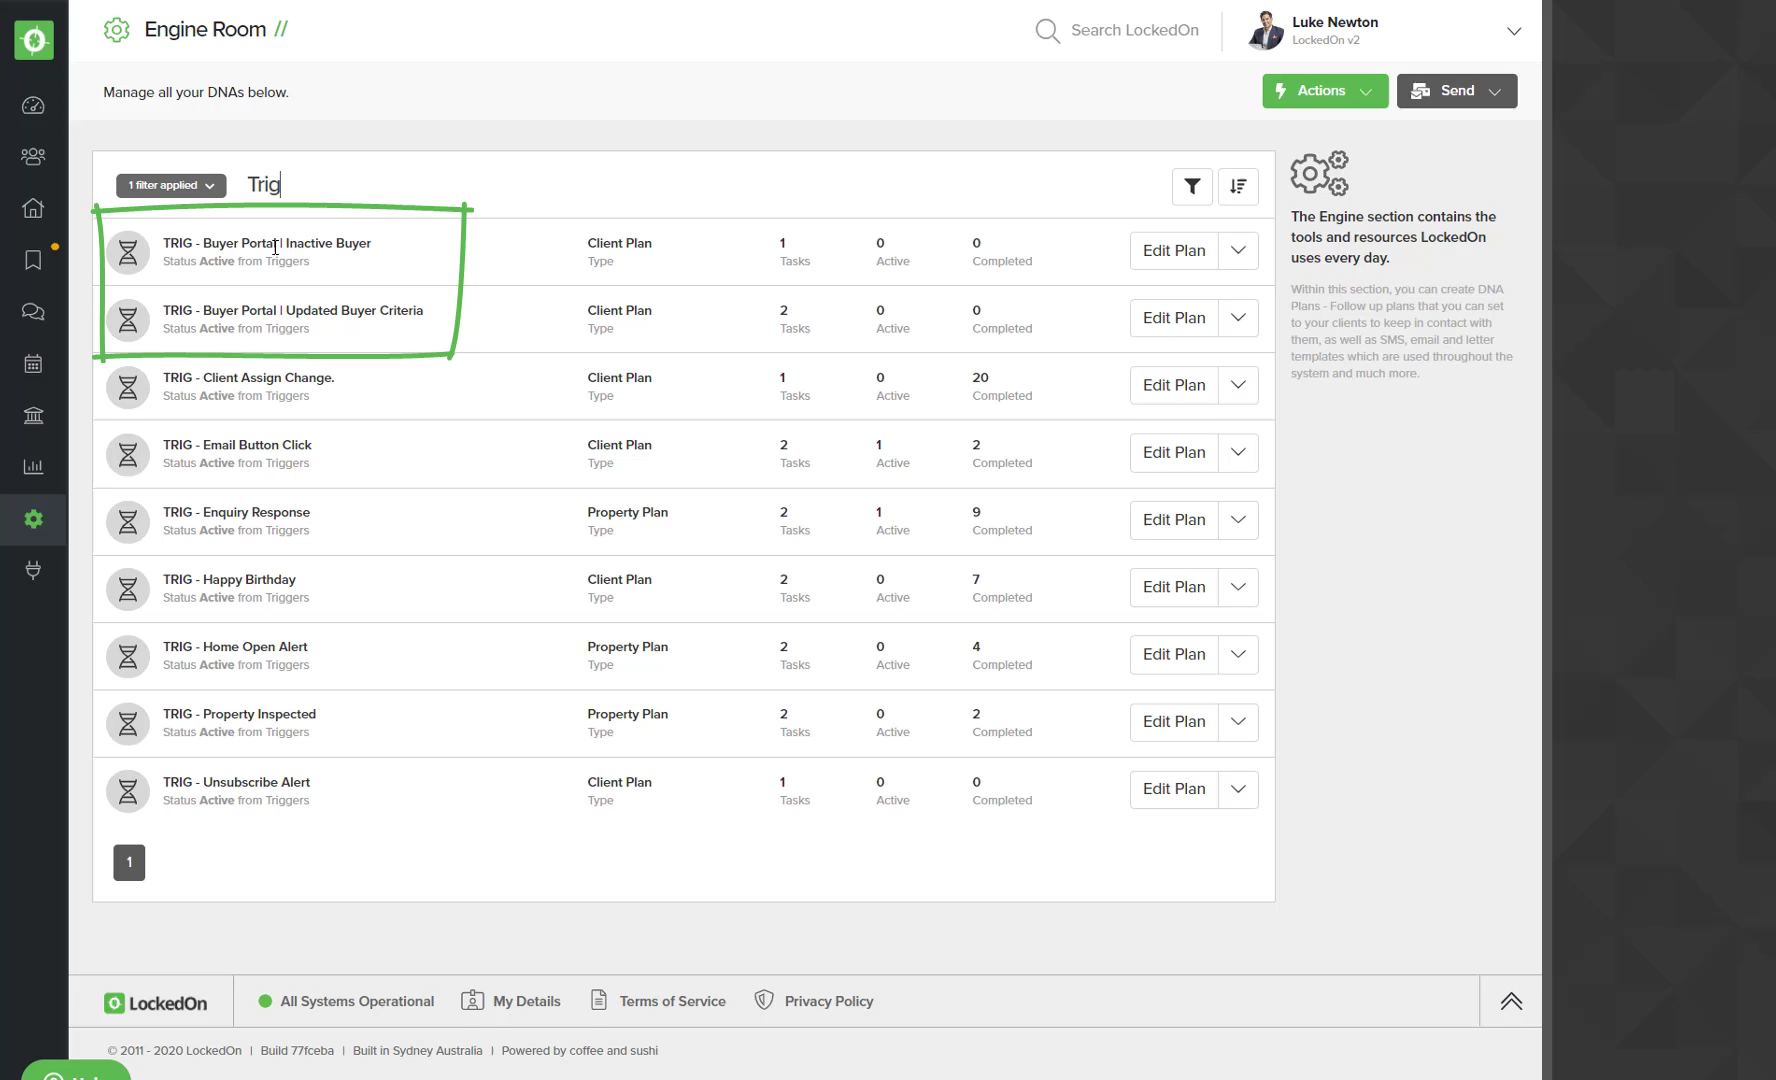 Engine Room //
Search LockedOn
Luke Newton
LockedOn v2
Manage all your DNAs below.
Actions
Send
1 filter applied
Trig
TRIG - Buyer Portal | Inactive Buyer
Status Active from Triggers
Client Plan
Type
1
Tasks
0
Active
0
Completed
Edit Plan
TRIG - Buyer Portal | Updated Buyer Criteria
Status Active from Triggers
Client Plan
Type
2
Tasks
0
Active
0
Completed
Edit Plan
TRIG - Client Assign Change.
Status Active from Triggers
Client Plan
Type
1
Tasks
0
Active
20
Completed
Edit Plan
TRIG - Email Button Click
Status Active from Triggers
Client Plan
Type
2
Tasks
1
Active
2
Completed
Edit Plan
TRIG - Enquiry Response
Status Active from Triggers
Property Plan
Type
2
Tasks
1
Active
9
Completed
Edit Plan
TRIG - Happy Birthday
Status Active from Triggers
Client Plan
Type
2
Tasks
0
Active
7
Completed
Edit Plan
TRIG - Home Open Alert
Status Active from Triggers
Property Plan
Type
2
Tasks
0
Active
4
Completed
Edit Plan
TRIG - Property Inspected
Status Active from Triggers
Property Plan
Type
2
Tasks
0
Active
2
Completed
Edit Plan
TRIG - Unsubscribe Alert
Status Active from Triggers
Client Plan
Type
1
Tasks
0
Active
0
Completed
Edit Plan
1
The Engine section contains the
tools and resources LockedOn
uses every day.
Within this section, you can create DNA
Plans - Follow up plans that you can set
to your clients to keep in contact with
them, as well as SMS, email and letter
templates which are used throughout the
system and much more.
LockedOn
All Systems Operational
My Details
Terms of Service
Privacy Policy
© 2011 - 2020 LockedOn | Build 77fceba | Built in Sydney Australia | Powered by coffee and sushi